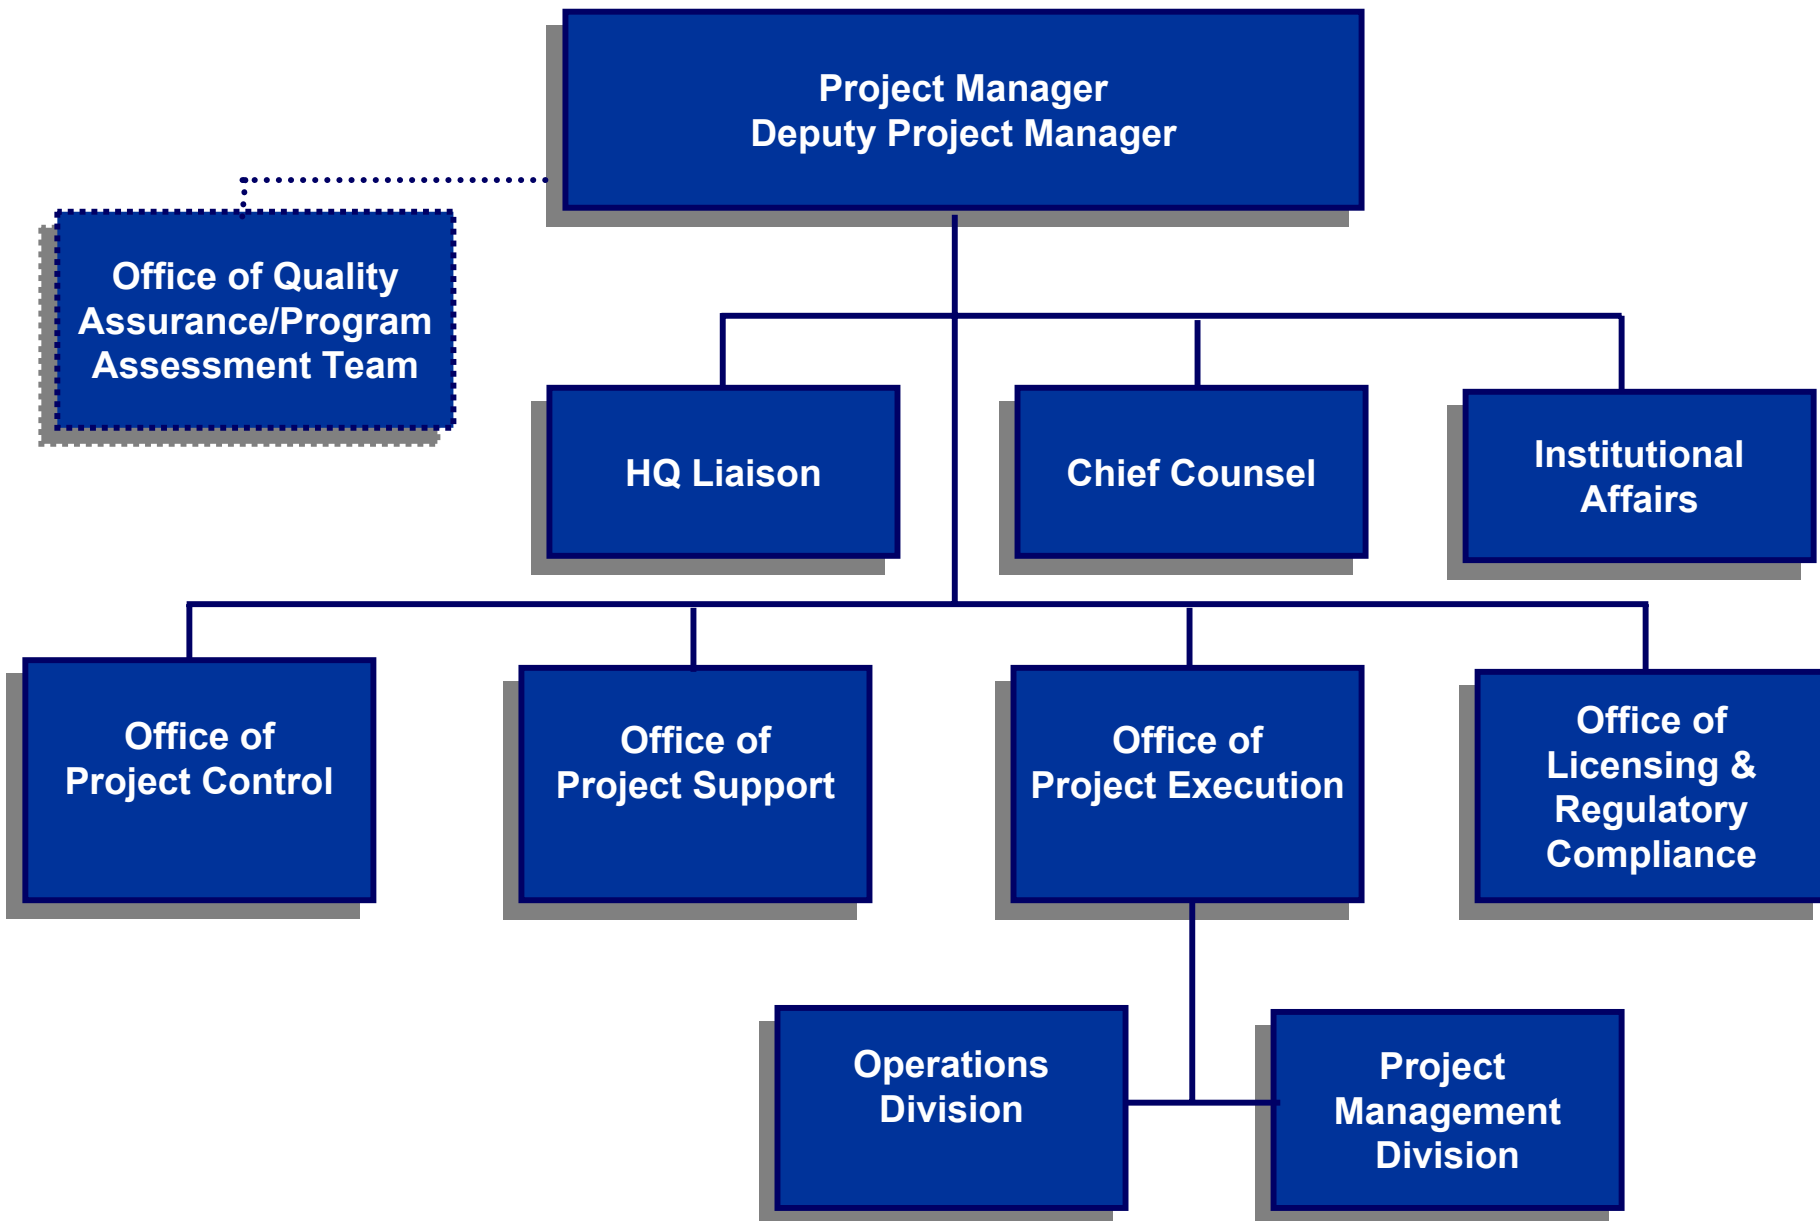 Project Manager
Deputy Project Manager
Office of Quality
Assurance/Program
Assessment Team
HQ Liaison
Chief Counsel
Institutional
Affairs
Office of
Project Control
Office of
Project Support
Office of
Project Execution
Office of
Licensing &
Regulatory
Compliance
Operations
Division
Project
Management
Division